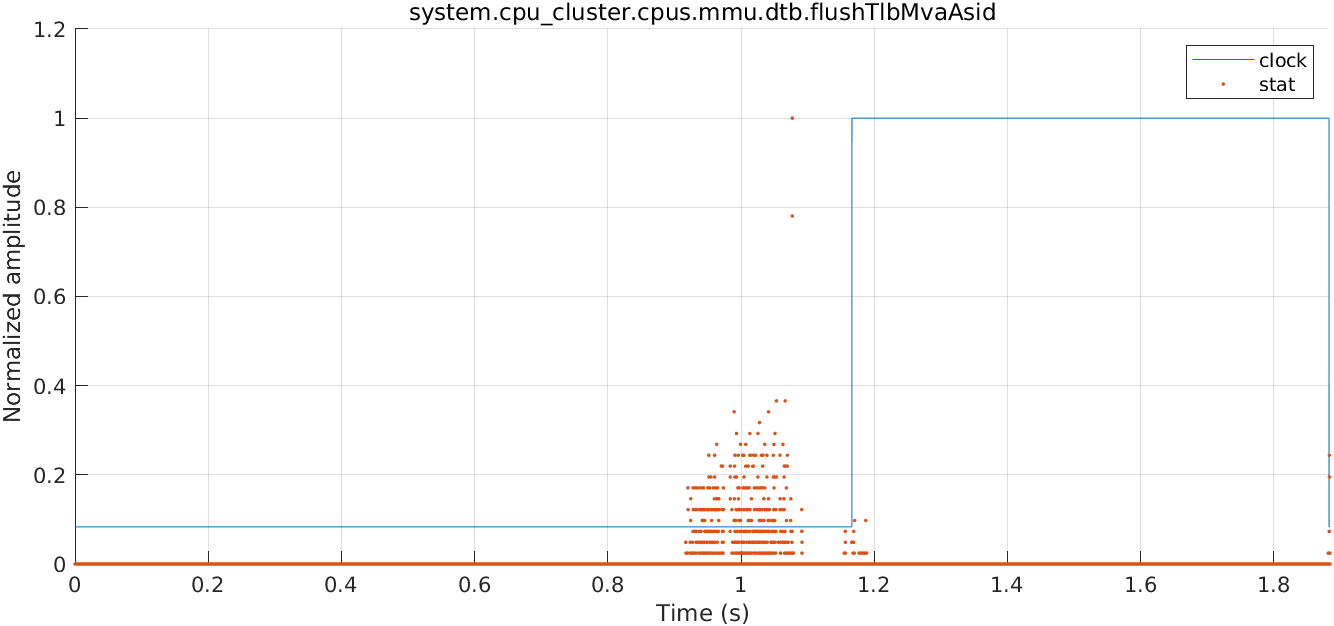 system.cpu_cluster.cpus.mmu.dtb.flushTlbMvaAsid
clock
stat
Normalized amplitude
1.2
1
0.8
0.6
0.4
0.2
0
0 0.2 0.4 0.6 0.8 1 1.2 1.4 1.6 1.8
Time (s)